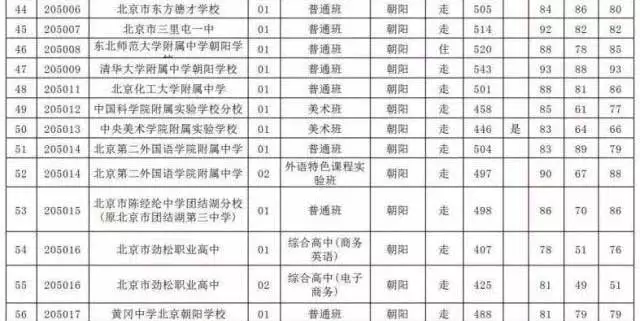 44 205006 北京市东方德才学校 01 普通班 朝阳 走 505 84 86 80
45 205007 北京市三里屯一中 01 普通班 朝阳 走 514 92 82 82
46 205008 东北师范大学附属中学朝阳学校 01 普通班 朝阳 住 520 88 78 85
47 205009 清华大学附属中学朝阳学校 01 普通班 朝阳 走 543 93 88 93
48 205011 北京化工大学附属中学 01 普通班 朝阳 走 501 88 81 86
49 205012 中国科学院附属实验学校分校 01 美术班 朝阳 走 458 85 61 77
50 205013 中央美术学院附属实验学校 01 美术班 朝阳 走 446 是 83 64 66
51 205014 北京第二外国语学院附属中学 01 普通班 朝阳 走 504 83 89 79
52 205014 北京第二外国语学院附属中学 02 外语特色课程实验班 朝阳 走 497 90 67 88
53 205015 北京市陈经纶中学团结湖分校
(原北京市团结湖第三中学) 01 普通班 朝阳 走 498 86 70 86
54 205016 北京市劲松职业高中 01 综合高中(商务
英语) 朝阳 走 407 78 51 76
55 205016 北京市劲松职业高中 02 综合高中(电子
商务) 朝阳 走 425 81 49 51
56 205017 黄冈中学北京朝阳学校 01 普通班 朝阳 走 488 81 79 79